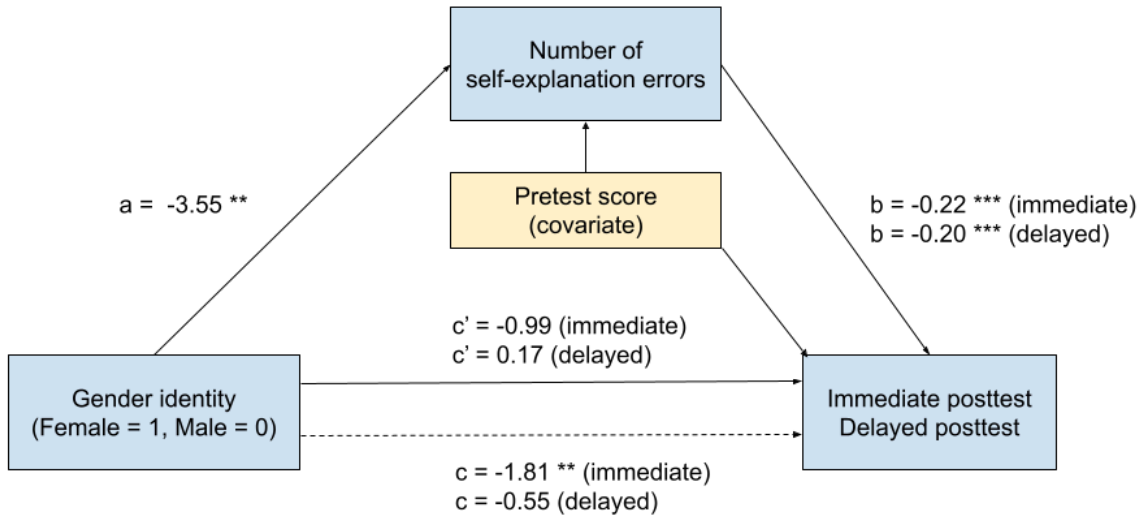 Number of
self-explanation errors
a =  -3.55 **
Pretest score
(covariate)
b = -0.22 *** (immediate)
b = -0.20 *** (delayed)
c’ = -0.99 (immediate)
c’ = 0.17 (delayed)
Gender identity
(Female = 1, Male = 0)
Immediate posttest
Delayed posttest
c = -1.81 ** (immediate)
c = -0.55 (delayed)